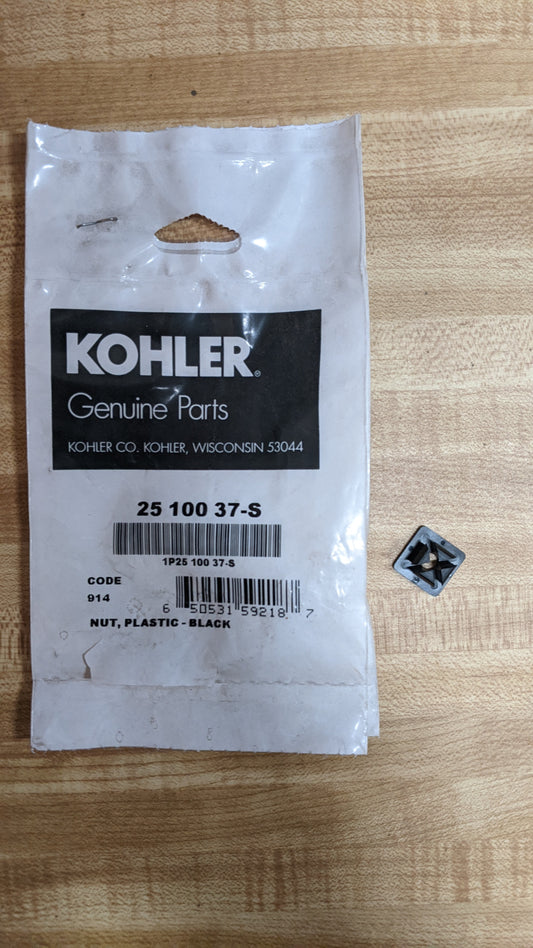 KOHLER®
Genuine Parts
KOHLER CO. KOHLER, WISCONSIN 53044
25 100 37-S
1P25 100 37-S
CODE
914
6 50531 59218 7
NUT, PLASTIC - BLACK